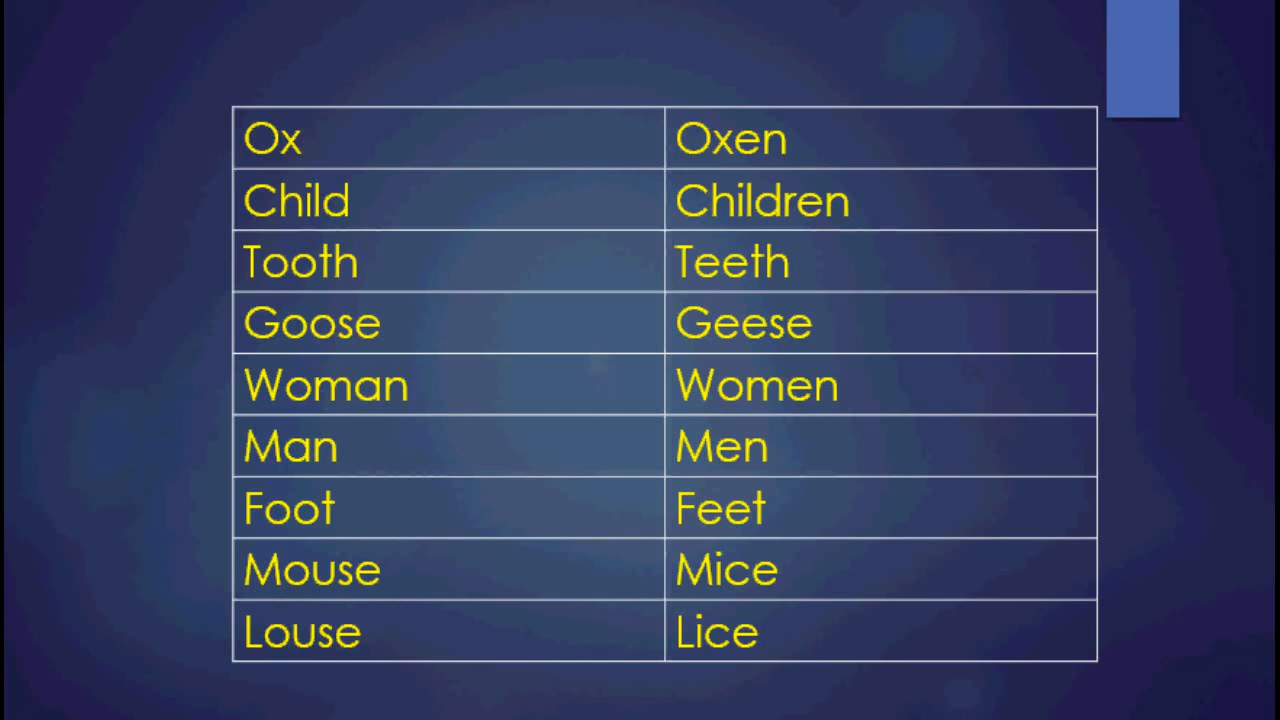 Ox Oxen
Child Children
Tooth Teeth
Goose Geese
Woman Women
Man Men
Foot Feet
Mouse Mice
Louse Lice